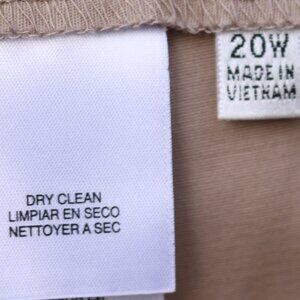 DRY CLEAN
LIMPIAR EN SECO
NETTOYER A SEC
20W
MADE IN
VIETNAM